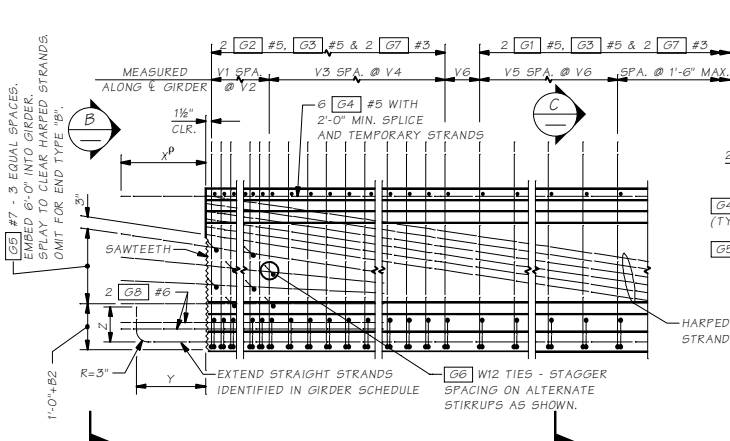 2 G2 #5, G3 #5 & 2 G7 #3
2 G1 #5, G3 #5 & 2 G7 #3
MEASURED
ALONG ℄ GIRDER
V1 SPA.
@ V2
V3 SPA. @ V4
V6
V5 SPA. @ V6
SPA. @ 1'-6" MAX.
1½"
CLR.
6 G4 #5 WITH
2'-0" MIN. SPLICE
AND TEMPORARY STRANDS
B
C
XP
2
G4
(TY
G5
G5 #7 - 3 EQUAL SPACES.
EMBED 6'-0" INTO GIRDER.
SPLAY TO CLEAR HARPED STRANDS.
OMIT FOR END TYPE "B".
3"
SAWTEETH
2 G8 #6
Z
1'-0"+B2
R=3"
Y
EXTEND STRAIGHT STRANDS
IDENTIFIED IN GIRDER SCHEDULE
G6 W12 TIES - STAGGER
SPACING ON ALTERNATE
STIRRUPS AS SHOWN.
HARPED
STRAND